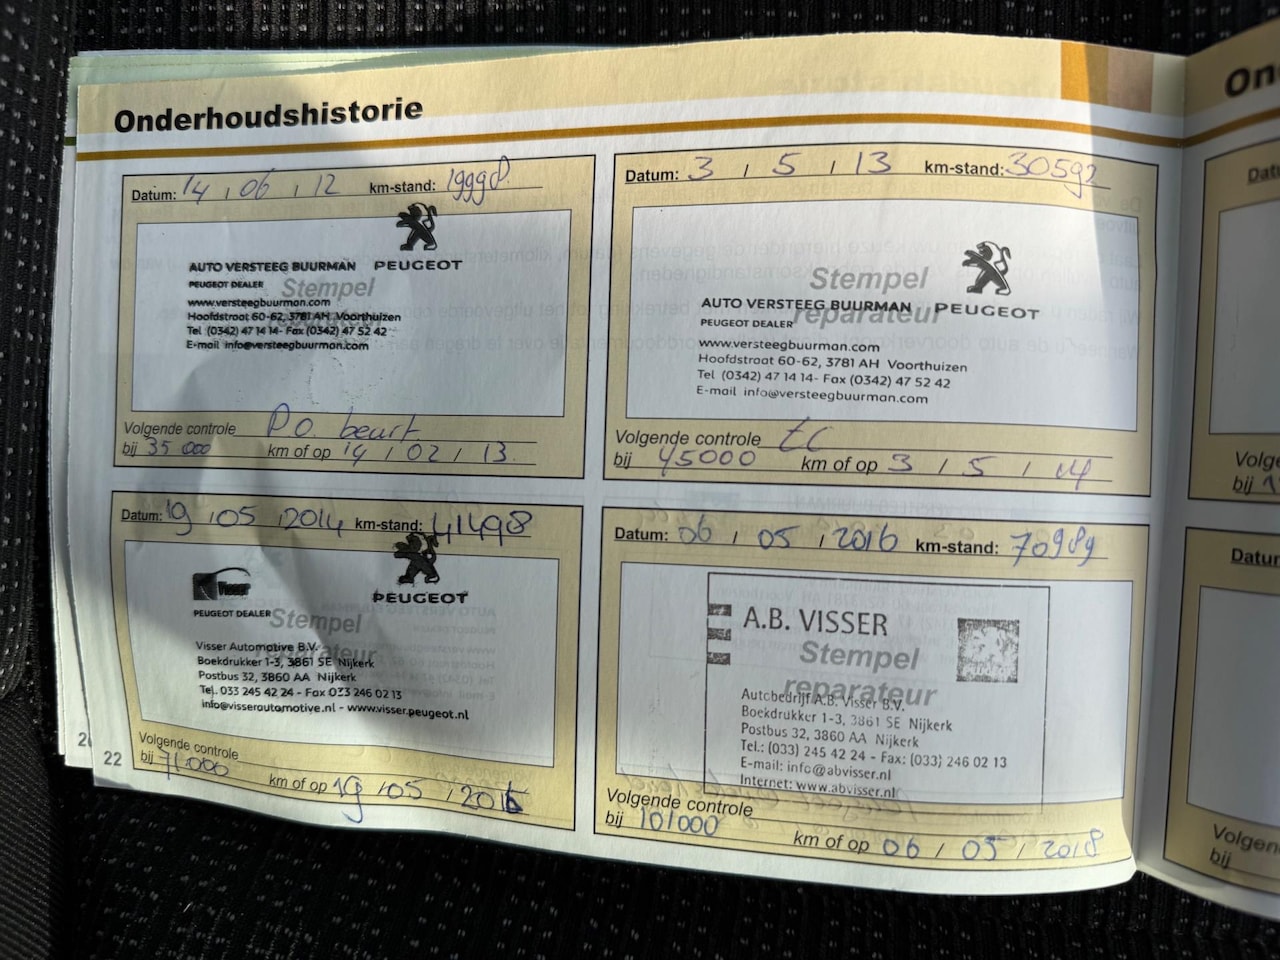 Onderhoudshistorie
Datum: 14 / 06 / 12 km-stand: 19998
PEUGEOT
AUTO VERSTEEG BUURMAN
PEUGEOT DEALER
Stempel
reparateur
www.versteegbuurman.com
Hoofdstraat 60-62, 3781 AH Voorthuizen
Tel (0342) 47 14 14- Fax (0342) 47 52 42
E-mail info@versteegbuurman.com
Volgende controle PO beurt
bij 35 000 km of op 14 / 02 / 13
Datum: 3 / 5 / 13 km-stand: 30592
Stempel
reparateur
AUTO VERSTEEG BUURMAN PEUGEOT
PEUGEOT DEALER
www.versteegbuurman.com
Hoofdstraat 60-62, 3781 AH Voorthuizen
Tel (0342) 47 14 14- Fax (0342) 47 52 42
E-mail info@versteegbuurman.com
Volgende controle
bij 45000 km of op 3 / 5 / 14
Datum: 19 / 05 / 2014 km-stand: 41498
Visser
PEUGEOT
PEUGEOT DEALER
Stempel
reparateur
Visser Automotive B.V.
Boekdrukker 1-3, 3861 SE Nijkerk
Postbus 32, 3860 AA Nijkerk
Tel. 033 245 42 24 - Fax 033 246 02 13
info@visserautomotive.nl - www.visser.peugeot.nl
Volgende controle
bij 71000 km of op 19 / 05 / 2016
Datum: 06 / 05 / 2016 km-stand: 70989
A.B. VISSER
Stempel
reparateur
Autobedrijf A.B. Visser B.V.
Boekdrukker 1-3, 3861 SE Nijkerk
Postbus 32, 3860 AA Nijkerk
Tel.: (033) 245 42 24 - Fax: (033) 246 02 13
E-mail: info@abvisser.nl
Internet: www.abvisser.nl
Volgende controle
bij 101000 km of op 06 / 05 / 2018
22